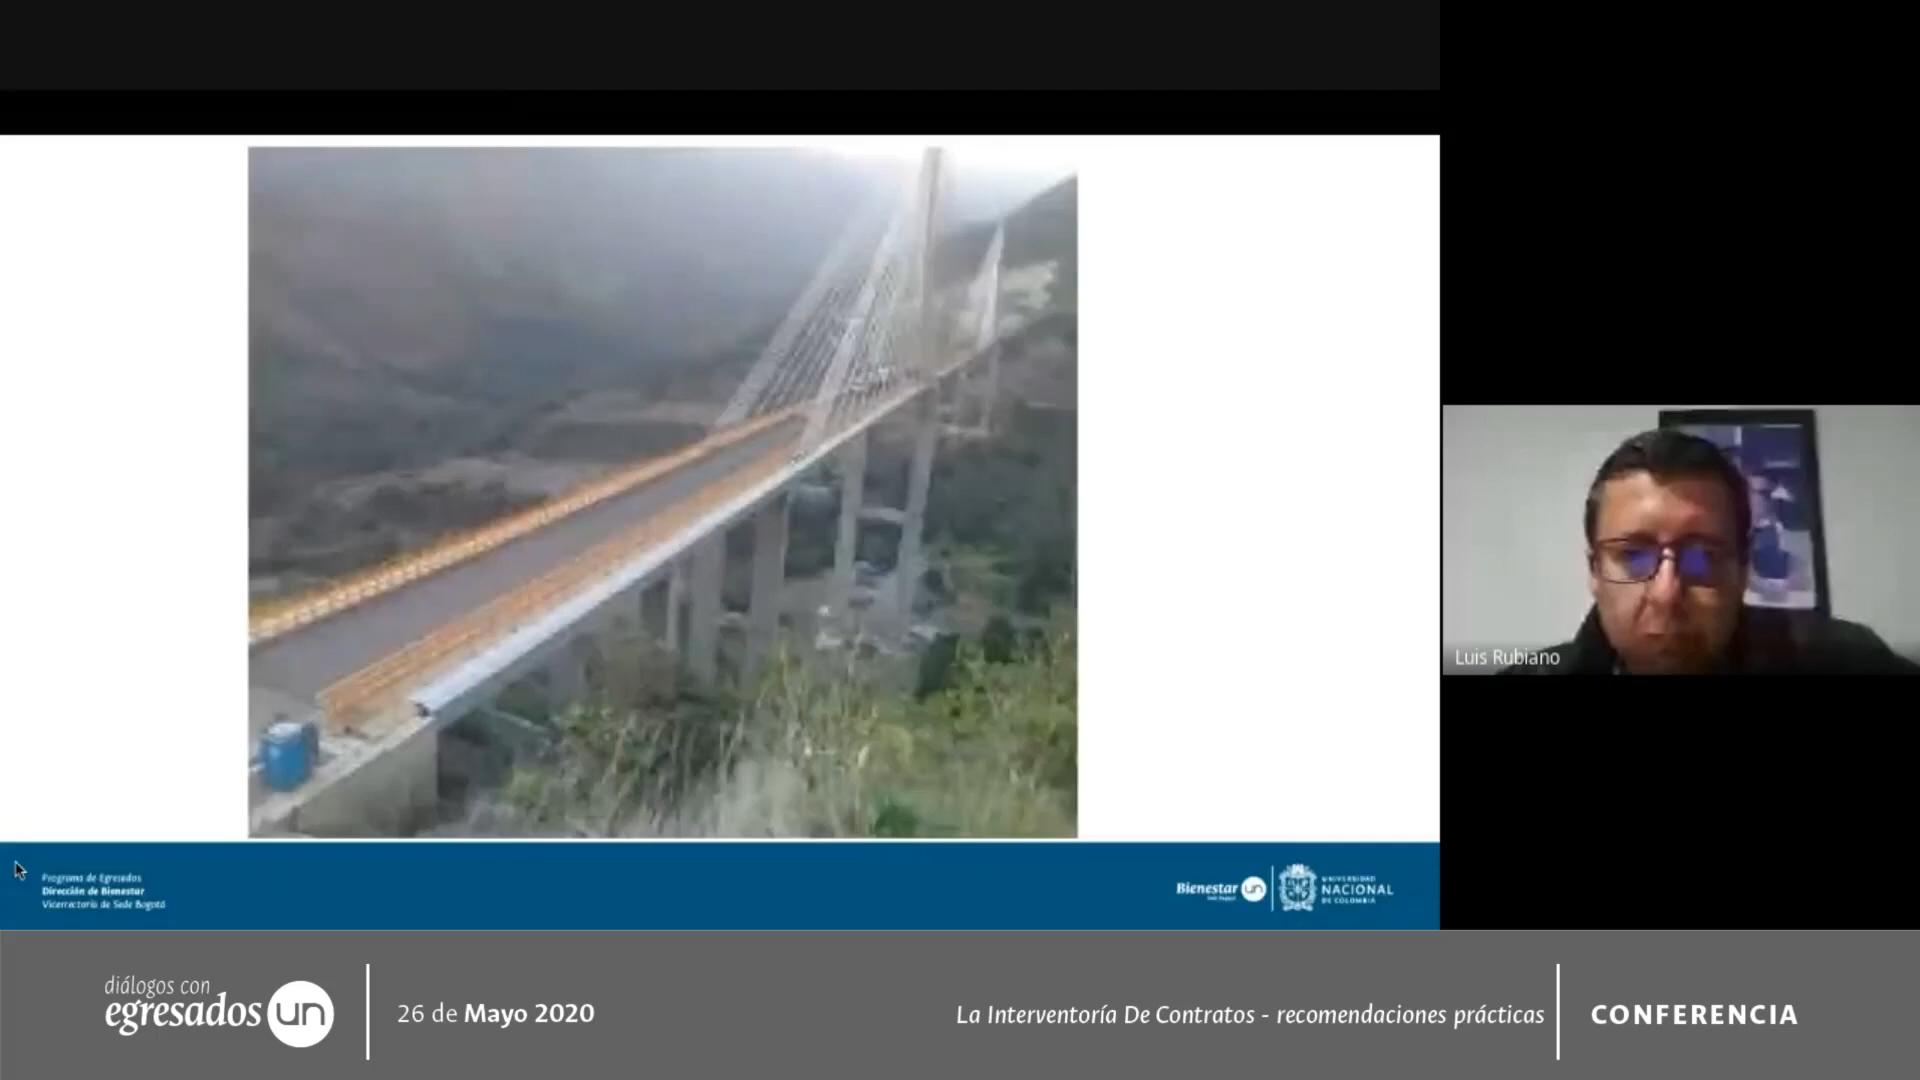 Luis Rubiano
Programa de Egresados
Dirección de Bienestar
Vicerrectoría de Sede Bogotá
Bienestar un
UNIVERSIDAD
NACIONAL
DE COLOMBIA
diálogos con
egresados un
26 de Mayo 2020
La Interventoría De Contratos - recomendaciones prácticas
CONFERENCIA